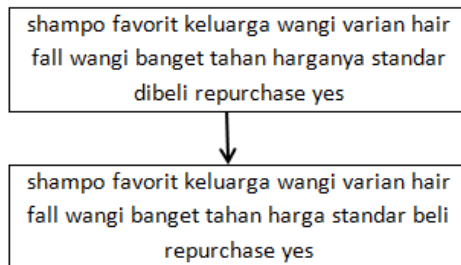 shampo favorit keluarga wangi varian hair
fall wangi banget tahan harganya standar
dibeli repurchase yes
shampo favorit keluarga wangi varian hair
fall wangi banget tahan harga standar beli
repurchase yes